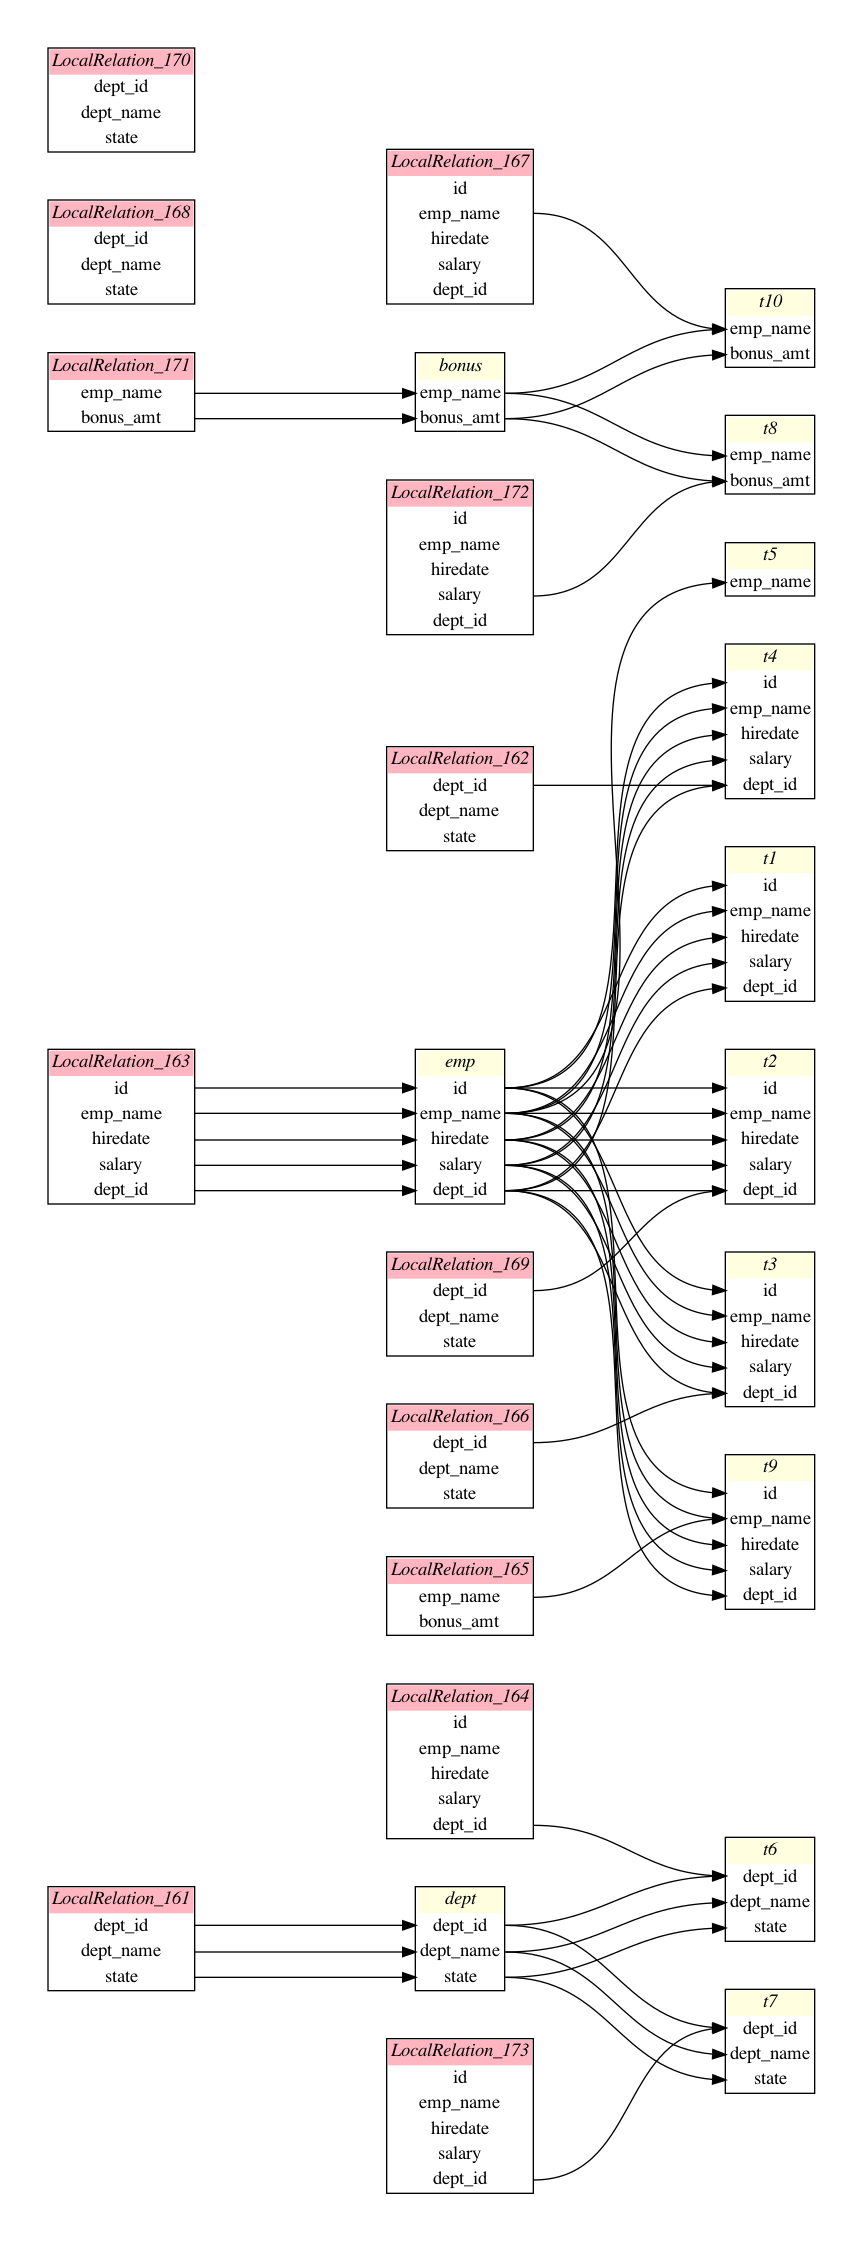 LocalRelation_170
dept_id
dept_name
state
LocalRelation_168
dept_id
dept_name
state
LocalRelation_171
emp_name
bonus_amt
LocalRelation_163
id
emp_name
hiredate
salary
dept_id
LocalRelation_161
dept_id
dept_name
state
LocalRelation_167
id
emp_name
hiredate
salary
dept_id
bonus
emp_name
bonus_amt
LocalRelation_172
id
emp_name
hiredate
salary
dept_id
LocalRelation_162
dept_id
dept_name
state
emp
id
emp_name
hiredate
salary
dept_id
LocalRelation_169
dept_id
dept_name
state
LocalRelation_166
dept_id
dept_name
state
LocalRelation_165
emp_name
bonus_amt
LocalRelation_164
id
emp_name
hiredate
salary
dept_id
dept
dept_id
dept_name
state
LocalRelation_173
id
emp_name
hiredate
salary
dept_id
t10
emp_name
bonus_amt
t8
emp_name
bonus_amt
t5
emp_name
t4
id
emp_name
hiredate
salary
dept_id
t1
id
emp_name
hiredate
salary
dept_id
t2
id
emp_name
hiredate
salary
dept_id
t3
id
emp_name
hiredate
salary
dept_id
t9
id
emp_name
hiredate
salary
dept_id
t6
dept_id
dept_name
state
t7
dept_id
dept_name
state